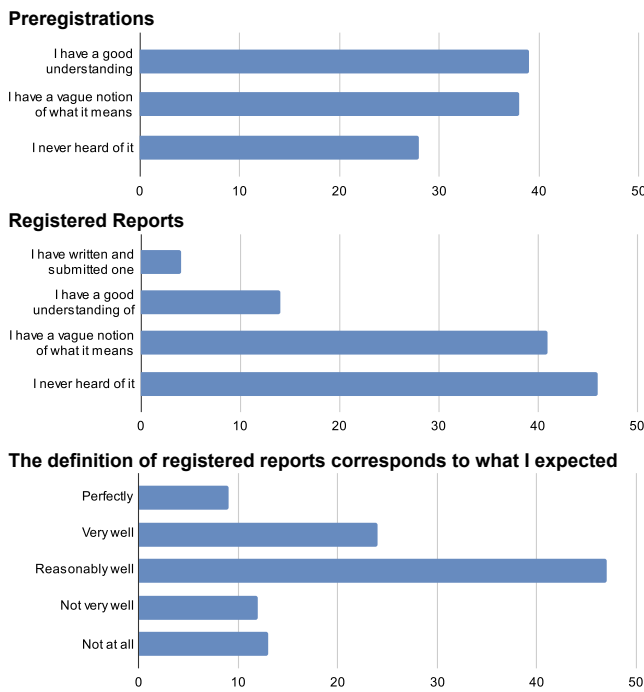 Preregistrations
I have a good
understanding
I have a vague notion
of what it means
I never heard of it
0 10 20 30 40 50
Registered Reports
I have written and
submitted one
I have a good
understanding of
I have a vague notion
of what it means
I never heard of it
0 10 20 30 40 50
The definition of registered reports corresponds to what I expected
Perfectly
Very well
Reasonably well
Not very well
Not at all
0 10 20 30 40 50